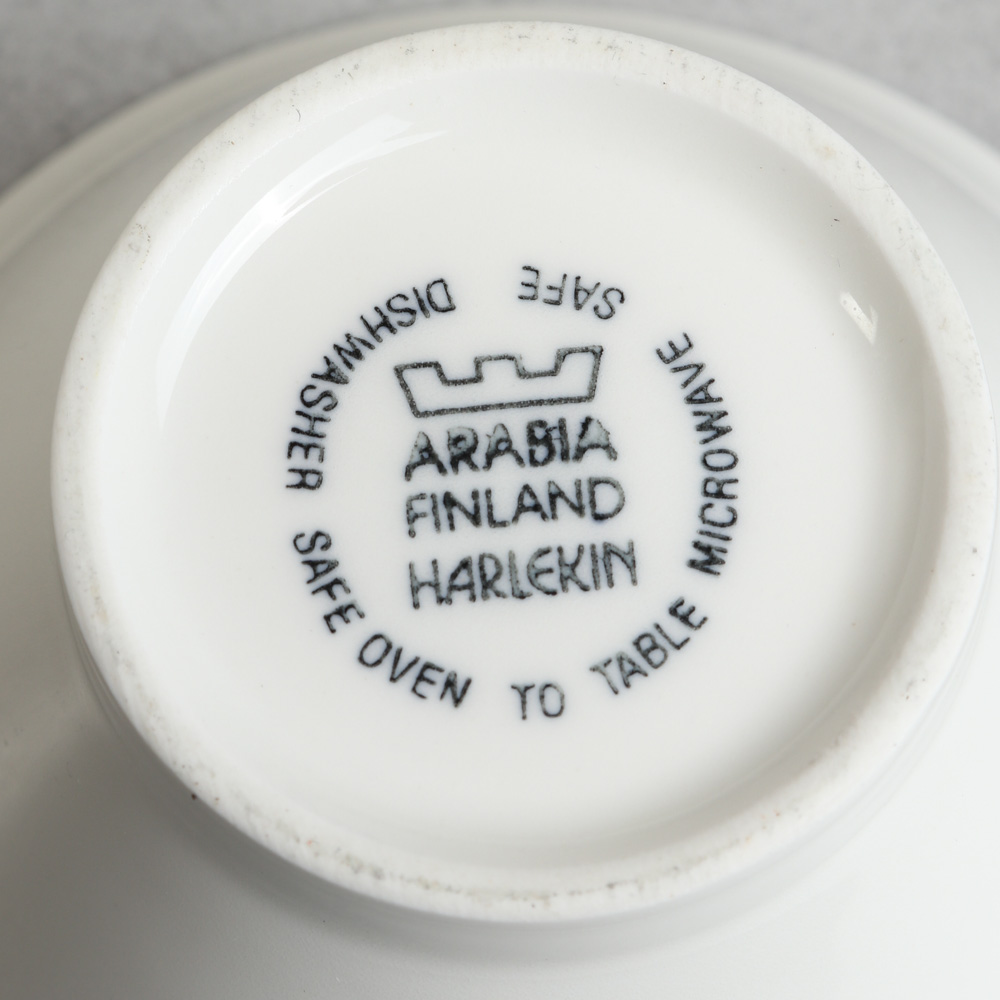 ARABIA
FINLAND
HARLEKIN
DISHWASHER SAFE OVEN TO TABLE MICROWAVE SAFE